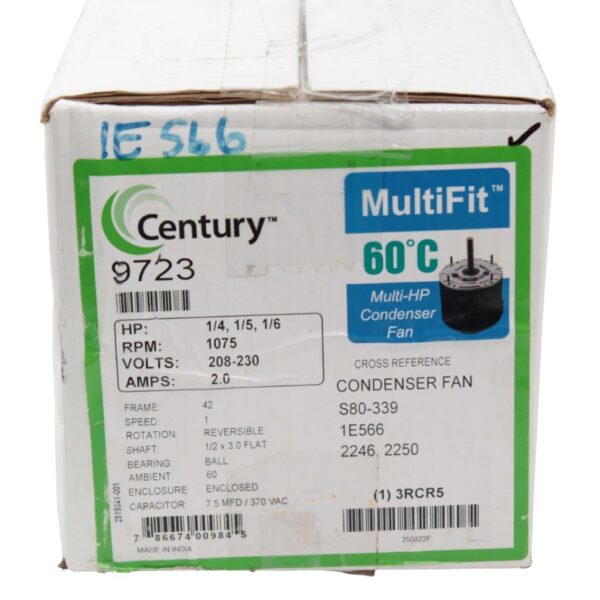 1E566
Century™
9723
HP: 1/4, 1/5, 1/6
RPM: 1075
VOLTS: 208-230
AMPS: 2.0
FRAME: 42
SPEED: 1
ROTATION: REVERSIBLE
SHAFT: 1/2 x 3.0 FLAT
BEARING: BALL
AMBIENT: 60
ENCLOSURE: ENCLOSED
CAPACITOR: 7.5 MFD / 370 VAC
2519341-001
7 86674 00984 5
MADE IN INDIA
MultiFit™
60°C
Multi-HP
Condenser
Fan
CROSS REFERENCE
CONDENSER FAN
S80-339
1E566
2246, 2250
(1) 3RCR5
250822F